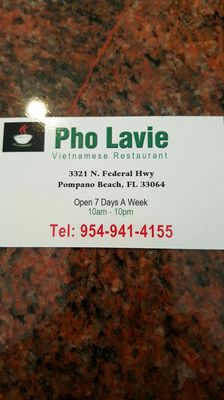 Pho Lavie
Vietnamese Restaurant
3321 N. Federal Hwy
Pompano Beach, FL 33064
Open 7 Days A Week
10am - 10pm
Tel: 954-941-4155